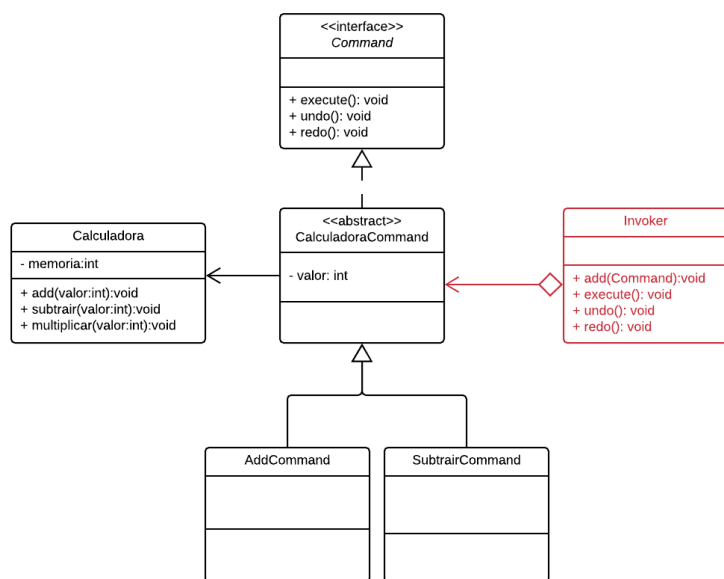 <<interface>>
Command
+ execute(): void
+ undo(): void
+ redo(): void
Calculadora
- memoria:int
+ add(valor:int):void
+ subtrair(valor:int):void
+ multiplicar(valor:int):void
<<abstract>>
CalculadoraCommand
- valor: int
Invoker
+ add(Command):void
+ execute(): void
+ undo(): void
+ redo(): void
AddCommand
SubtrairCommand